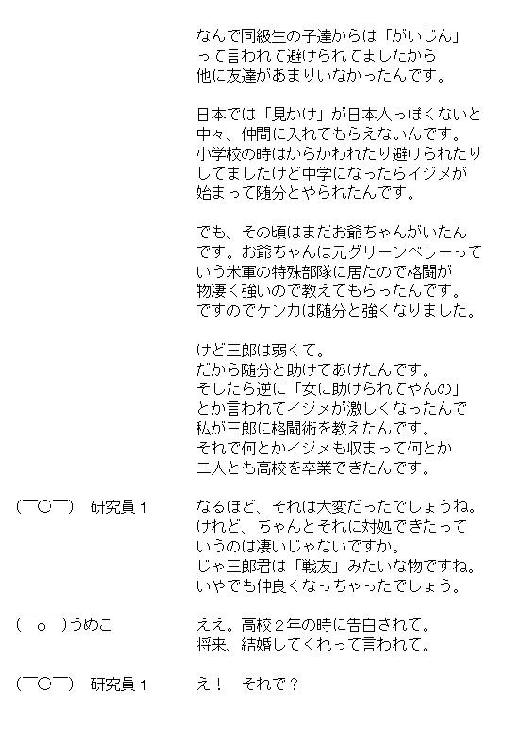 なんで同級生の子達からは「がいじん」
って言われて避けられてましたから
他に友達があまりいなかったんです。
日本では「見かけ」が日本人っぽくないと
中々、仲間に入れてもらえないんです。
小学校の時はからかわれたり避けられたり
してましたけど中学になったらイジメが
始まって随分とやられたんです。
でも、その頃はまだお爺ちゃんがいたん
です。お爺ちゃんは元グリーンベレーって
いう米軍の特殊部隊に居たので格闘が
物凄く強いので教えてもらったんです。
ですのでケンカは随分と強くなりました。
けど三郎は弱くて。
だから随分と助けてあげたんです。
そしたら逆に「女に助けられてやんの」
とか言われてイジメが激しくなったんで
私が三郎に格闘術を教えたんです。
それで何とかイジメも収まって何とか
二人とも高校を卒業できたんです。
(￣○￣) 研究員1 なるほど、それは大変だったでしょうね。
けれど、ちゃんとそれに対処できたって
いうのは凄いじゃないですか。
じゃ三郎君は「戦友」みたいな物ですね。
いやでも仲良くなっちゃったでしょう。
( o )うめこ ええ。高校２年の時に告白されて。
将来、結婚してくれって言われて。
(￣○￣) 研究員1 え！ それで？